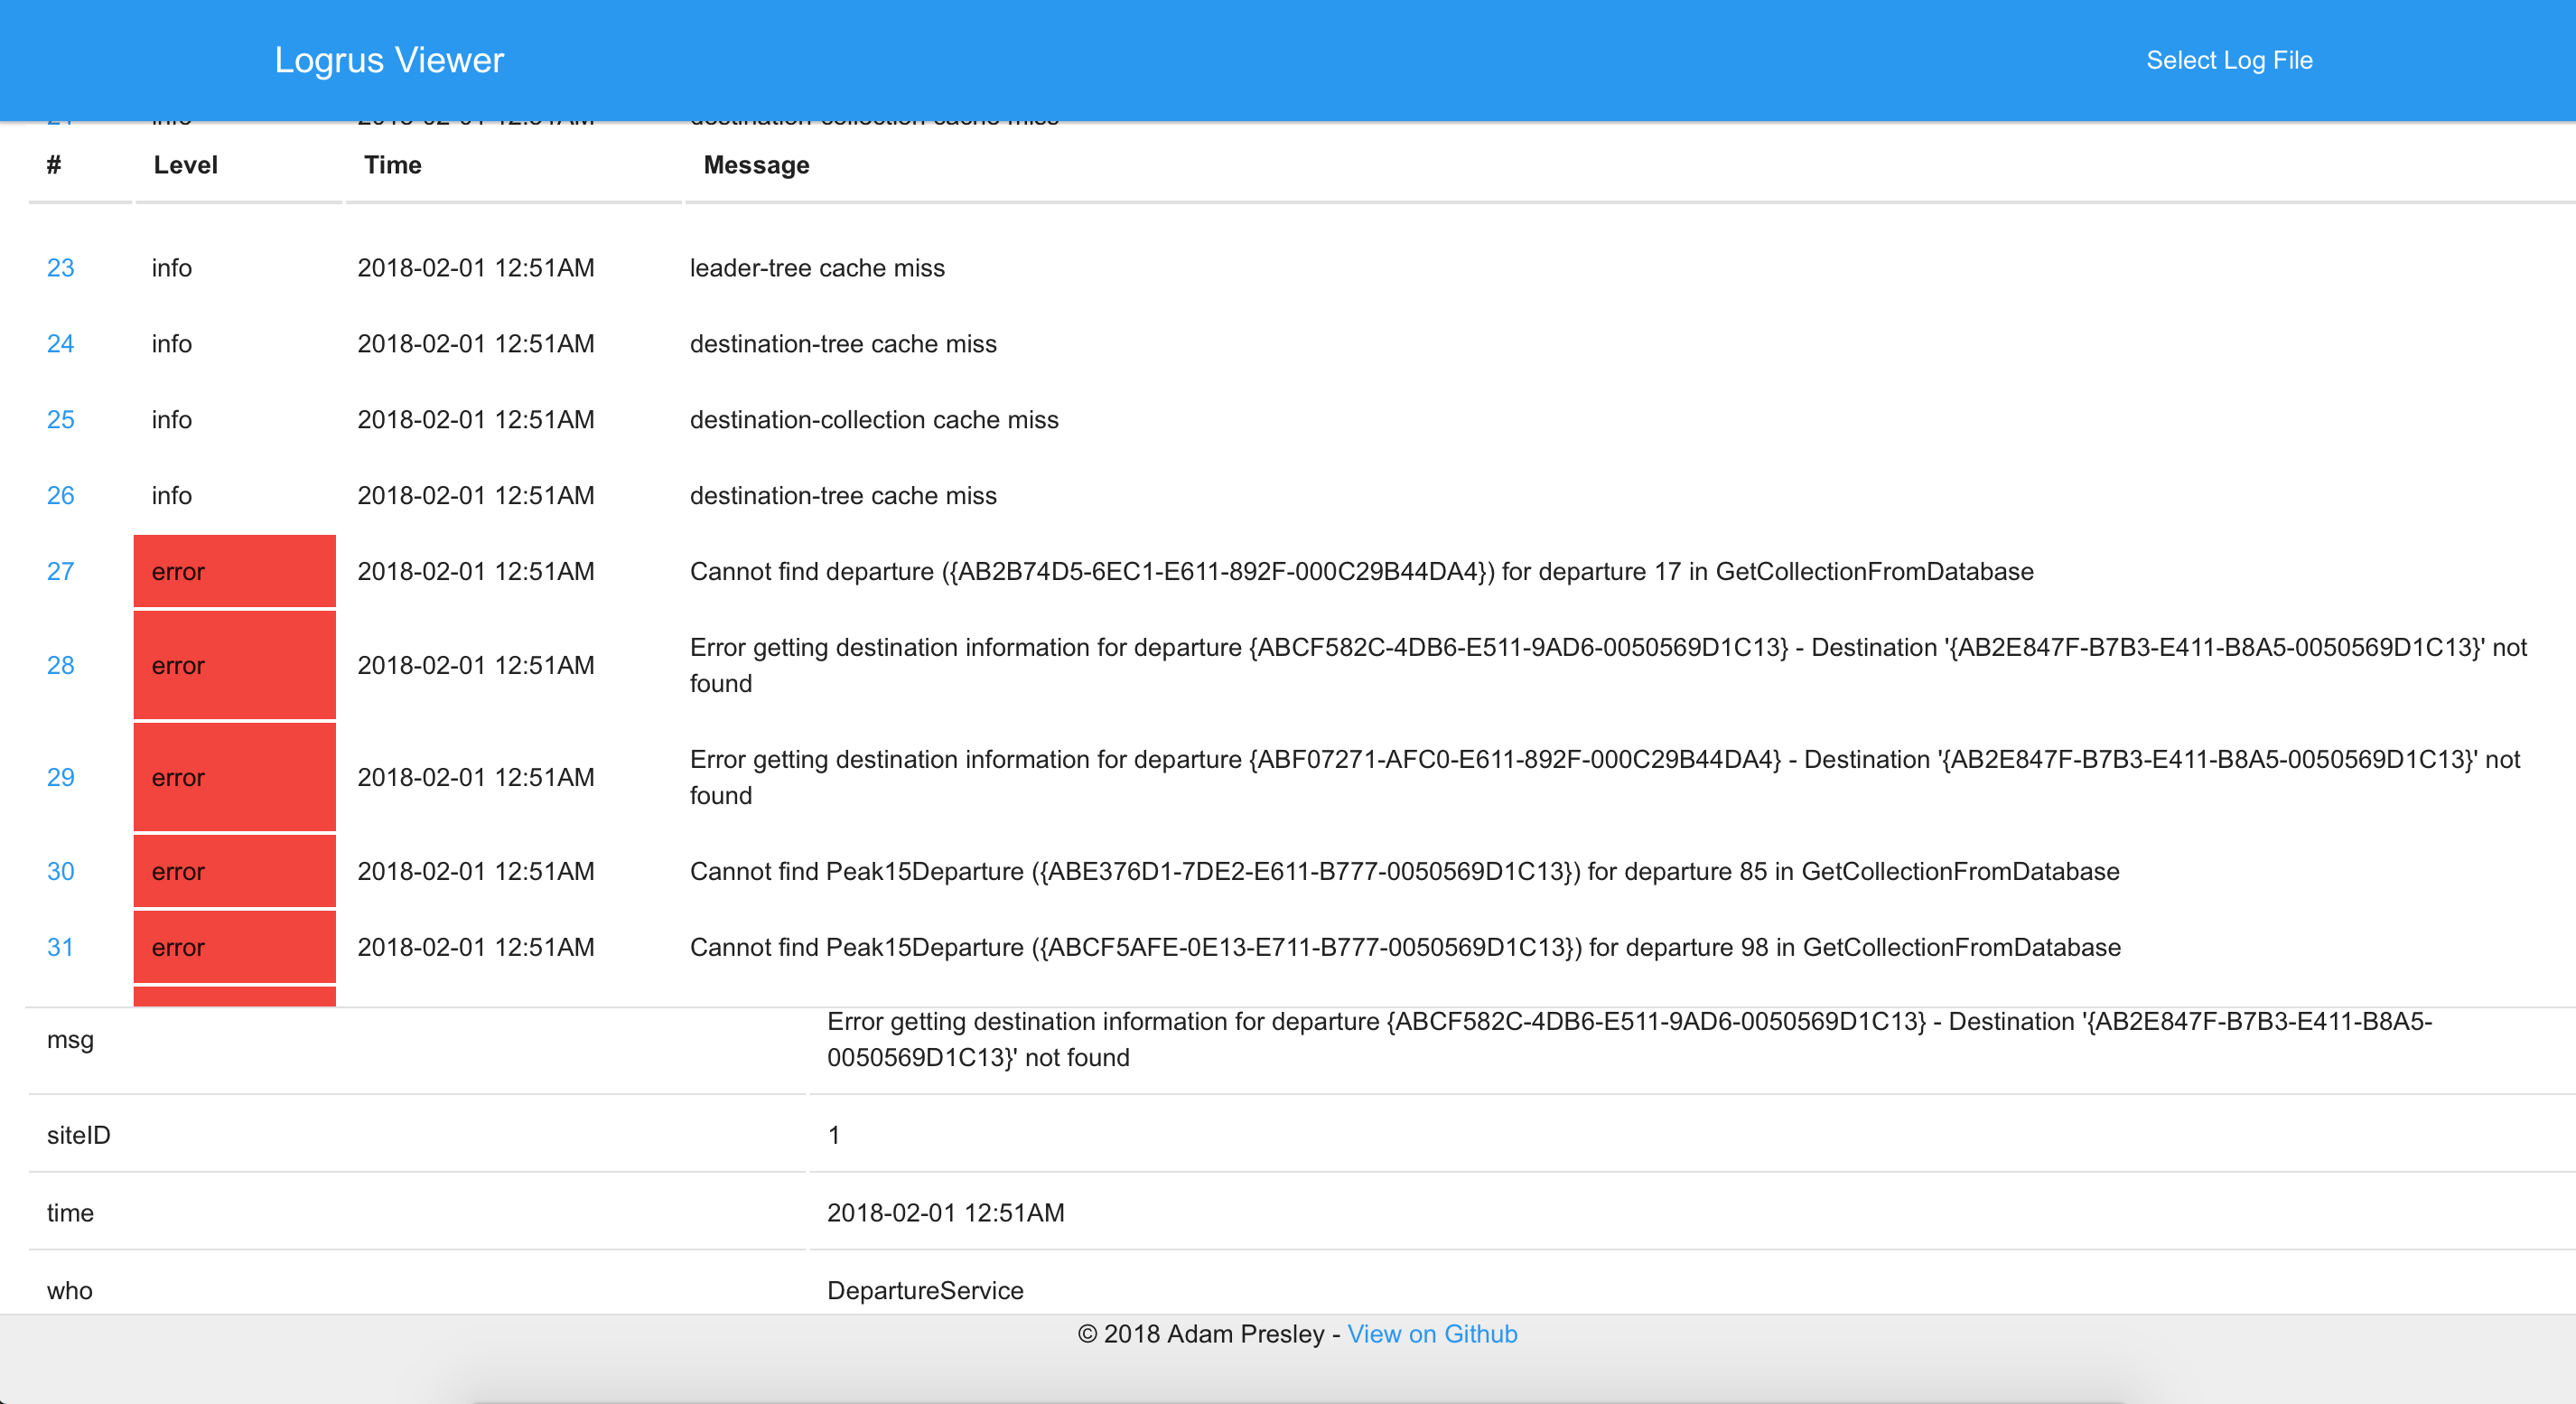 Logrus Viewer
Select Log File
# Level Time Message
23 info 2018-02-01 12:51AM leader-tree cache miss
24 info 2018-02-01 12:51AM destination-tree cache miss
25 info 2018-02-01 12:51AM destination-collection cache miss
26 info 2018-02-01 12:51AM destination-tree cache miss
27 error 2018-02-01 12:51AM Cannot find departure ({AB2B74D5-6EC1-E611-892F-000C29B44DA4}) for departure 17 in GetCollectionFromDatabase
28 error 2018-02-01 12:51AM Error getting destination information for departure {ABCF582C-4DB6-E511-9AD6-0050569D1C13} - Destination '{AB2E847F-B7B3-E411-B8A5-0050569D1C13}' not
found
29 error 2018-02-01 12:51AM Error getting destination information for departure {ABF07271-AFC0-E611-892F-000C29B44DA4} - Destination '{AB2E847F-B7B3-E411-B8A5-0050569D1C13}' not
found
30 error 2018-02-01 12:51AM Cannot find Peak15Departure ({ABE376D1-7DE2-E611-B777-0050569D1C13}) for departure 85 in GetCollectionFromDatabase
31 error 2018-02-01 12:51AM Cannot find Peak15Departure ({ABCF5AFE-0E13-E711-B777-0050569D1C13}) for departure 98 in GetCollectionFromDatabase
msg Error getting destination information for departure {ABCF582C-4DB6-E511-9AD6-0050569D1C13} - Destination '{AB2E847F-B7B3-E411-B8A5-
0050569D1C13}' not found
siteID 1
time 2018-02-01 12:51AM
who DepartureService
© 2018 Adam Presley - View on Github